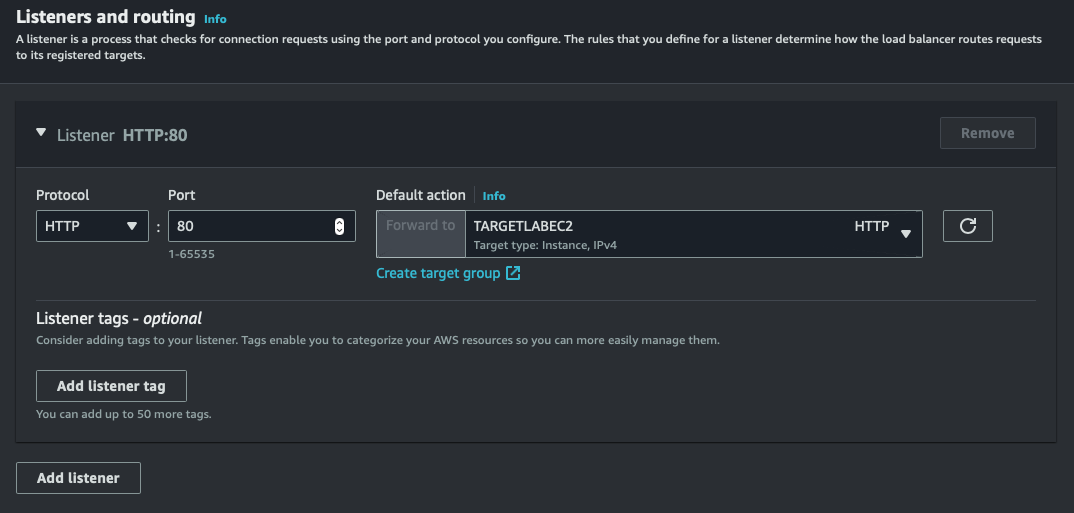 Listeners and routing Info
A listener is a process that checks for connection requests using the port and protocol you configure. The rules that you define for a listener determine how the load balancer routes requests
to its registered targets.
Listener HTTP:80
Remove
Protocol
Port
Default action
Info
HTTP
:
80
Forward to
TARGETLABEC2
HTTP
Target type: Instance, IPv4
1-65535
Create target group
Listener tags - optional
Consider adding tags to your listener. Tags enable you to categorize your AWS resources so you can more easily manage them.
Add listener tag
You can add up to 50 more tags.
Add listener